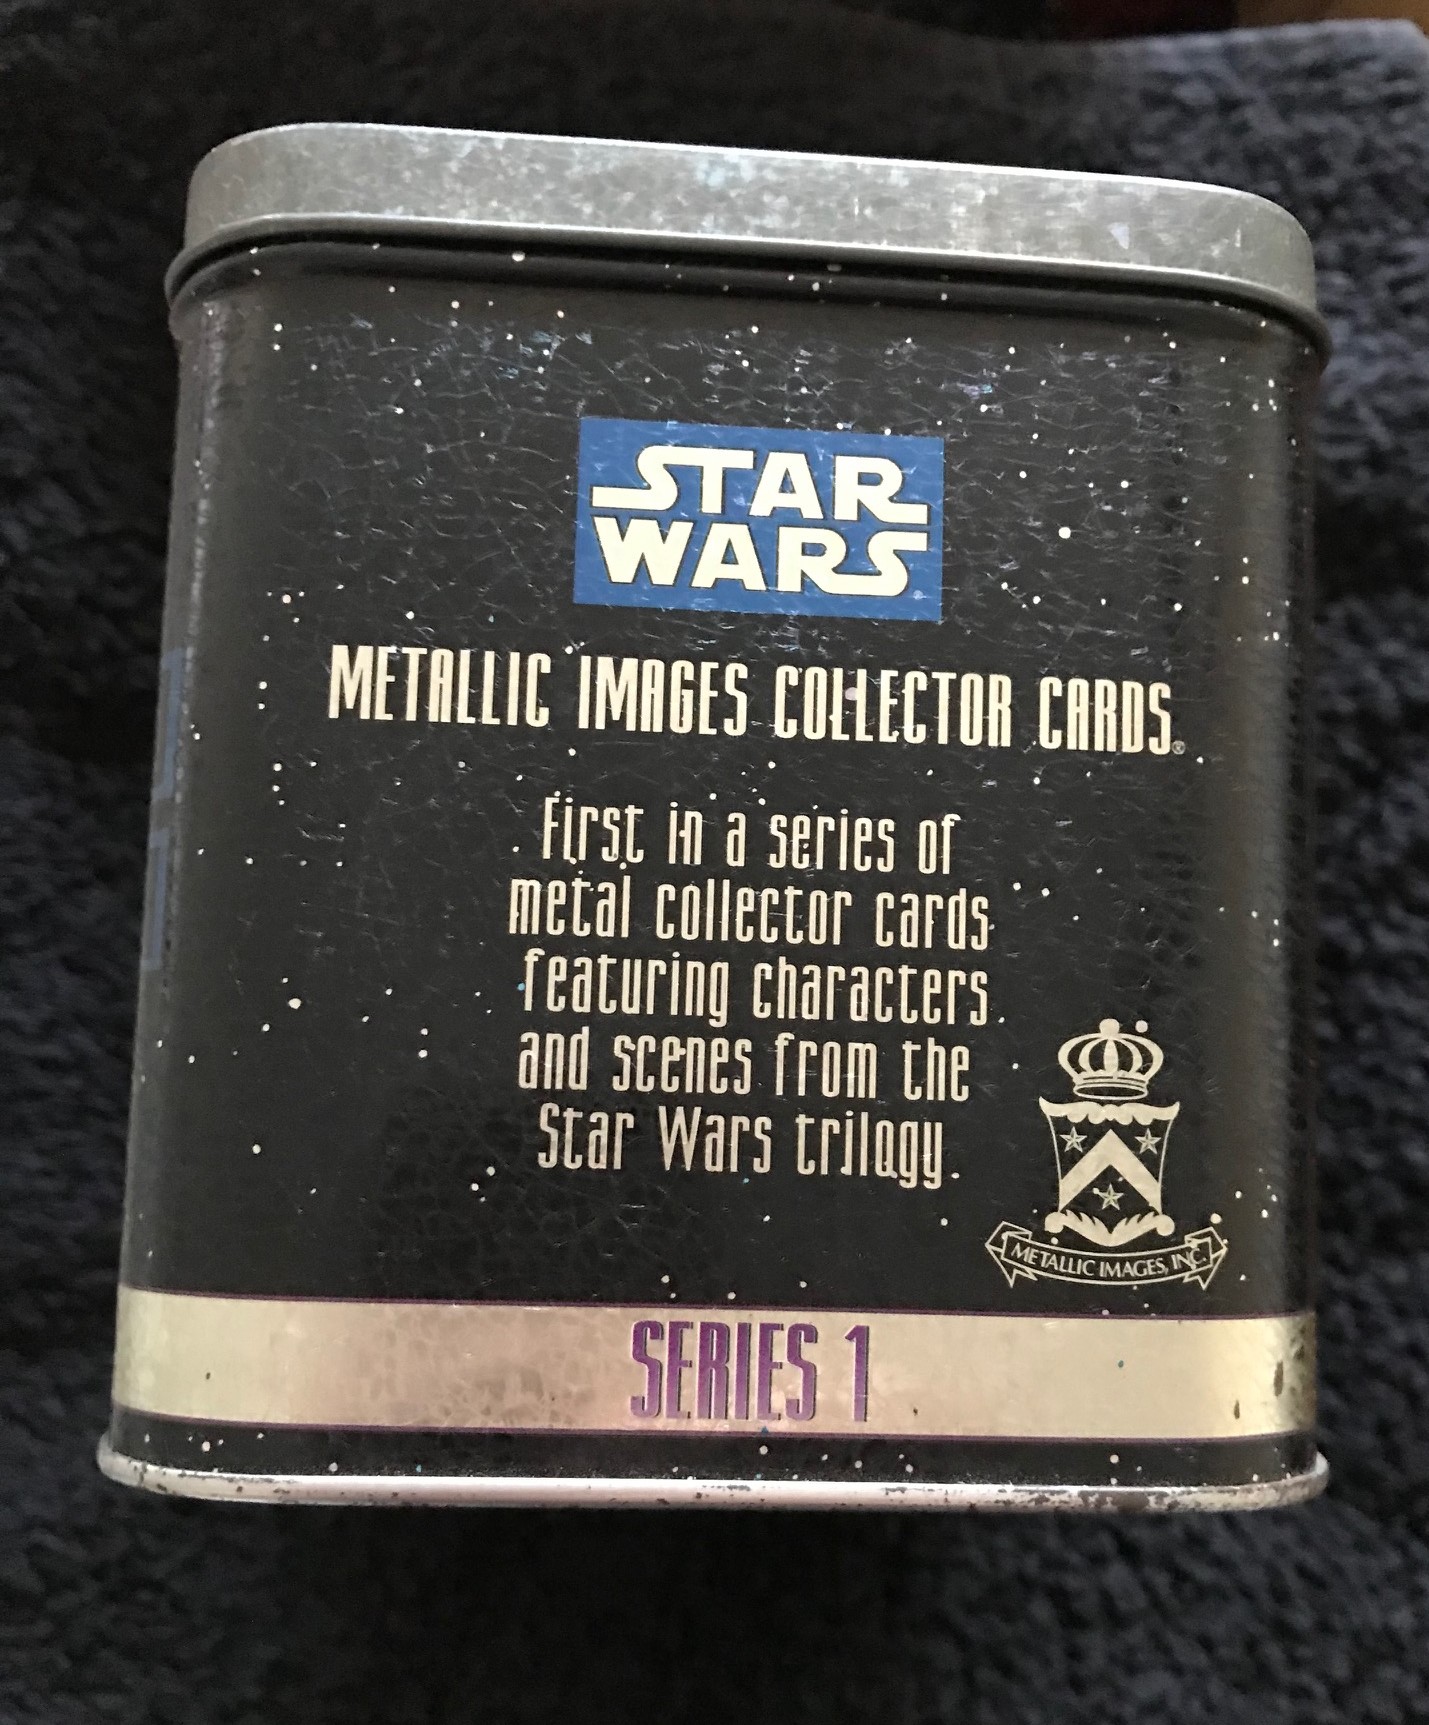 STAR
WARS
METALLIC IMAGES COLLECTOR CARDS®
First in a series of
metal collector cards
featuring characters
and scenes from the
Star Wars trilogy.
METALLIC IMAGES, INC.
SERIES 1